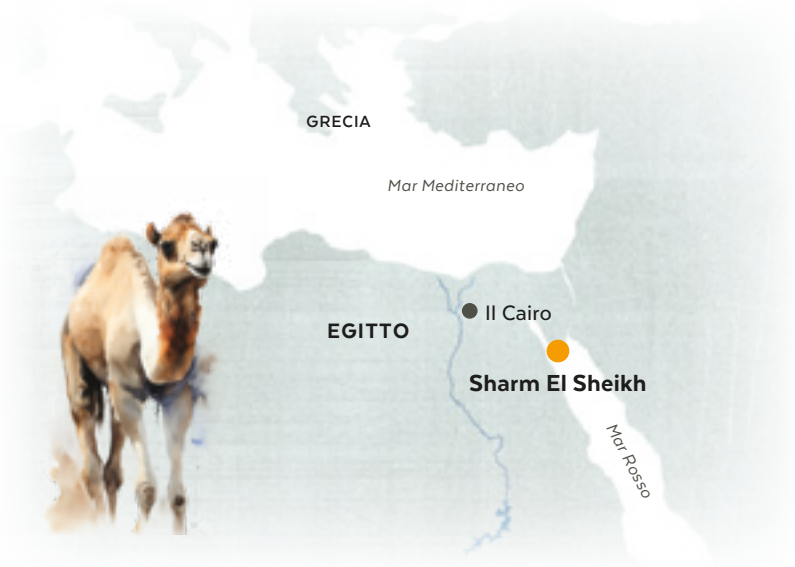 GRECIA
Mar Mediterraneo
Il Cairo
EGITTO
Sharm El Sheikh
Mar Rosso